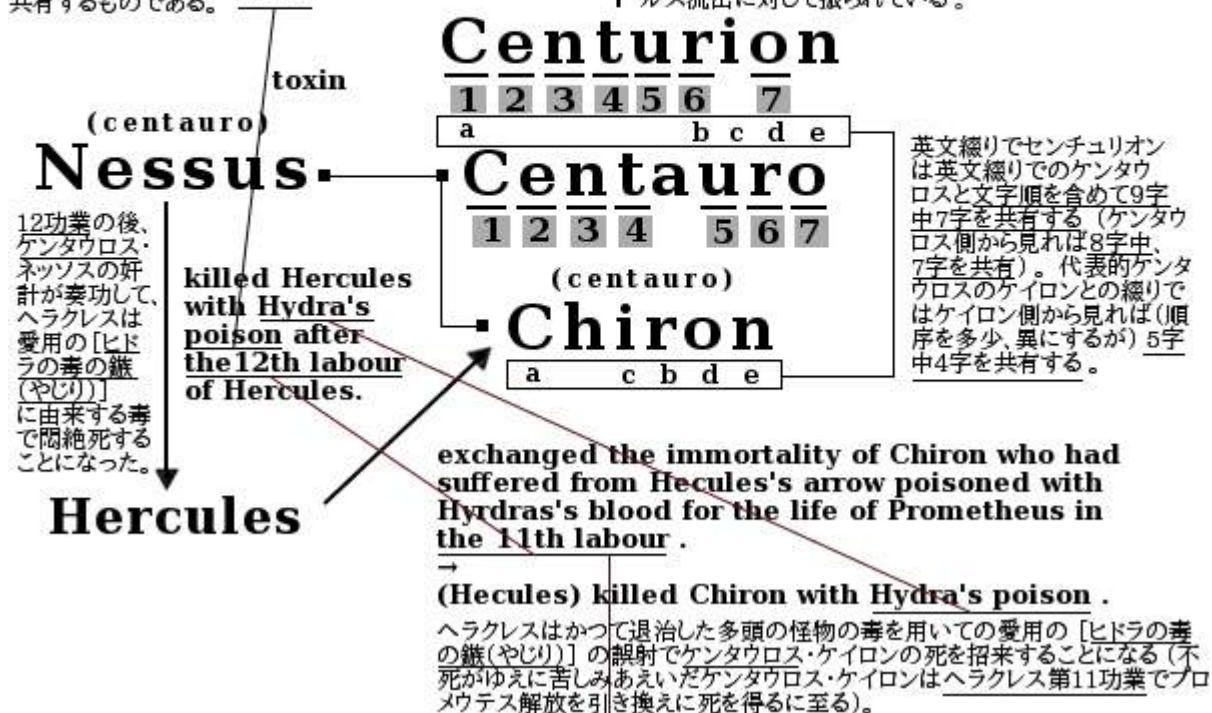 共有するものである。
toxin
(centauro)
Nessus
12功業の後、
ケンタウロス・
ネッソスの奸
計が奏功して、
ヘラクレスは
愛用の [ヒド
ラの毒の鏃
(やじり)]
に由来する毒
で悶絶死する
ことになった。
killed Hercules
with Hydra's
poison after
the12th labour
of Hercules.
Hercules
Centurion
1 2 3 4 5 6 7
a b c d e
Centauro
1 2 3 4 5 6 7
(centauro)
Chiron
a c b d e
英文綴りでセンチュリオン
は英文綴りでのケンタウ
ロスと文字順を含めて9字
中7字を共有する (ケンタウ
ロス側から見れば8字中、
7字を共有) 。代表的ケンタ
ウロスのケイロンとの綴りで
はケイロン側から見れば (順
序を多少、異にするが) 5字
中4字を共有する 。
exchanged the immortality of Chiron who had
suffered from Hecules's arrow poisoned with
Hyrdras's blood for the life of Prometheus in
the 11th labour .
→
(Hecules) killed Chiron with Hydra's poison .
ヘラクレスはかつて退治した多頭の怪物の毒を用いての愛用の [ヒドラの毒
の鏃(やじり)] の誤射でケンタウロス・ケイロンの死を招来することになる (不
死がゆえに苦しみあえいだケンタウロス・ケイロンはヘラクレス第11功業でプロ
メウテス解放を引き換えに死を得るに至る)。